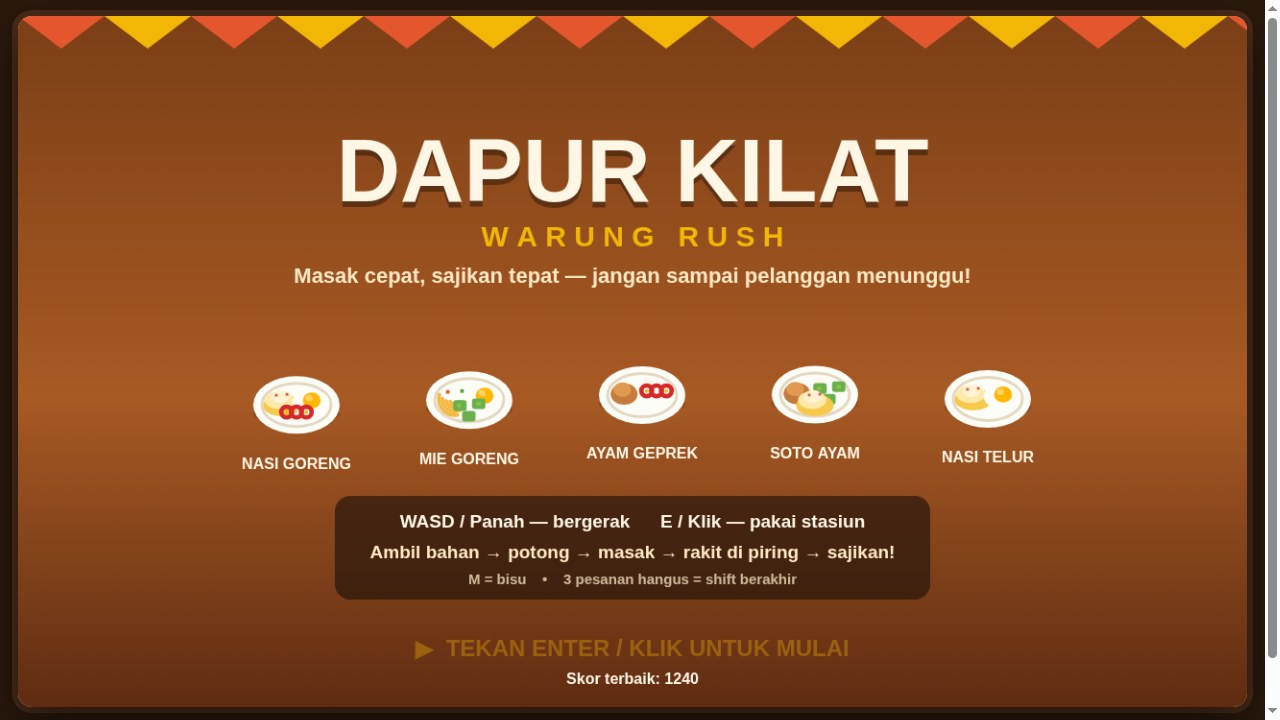 DAPUR KILAT
WARUNG RUSH
Masak cepat, sajikan tepat — jangan sampai pelanggan menunggu!
NASI GORENG
MIE GORENG
AYAM GEPREK
SOTO AYAM
NASI TELUR
WASD / Panah — bergerak E / Klik — pakai stasiun
Ambil bahan → potong → masak → rakit di piring → sajikan!
M = bisu • 3 pesanan hangus = shift berakhir
▶ TEKAN ENTER / KLIK UNTUK MULAI
Skor terbaik: 1240